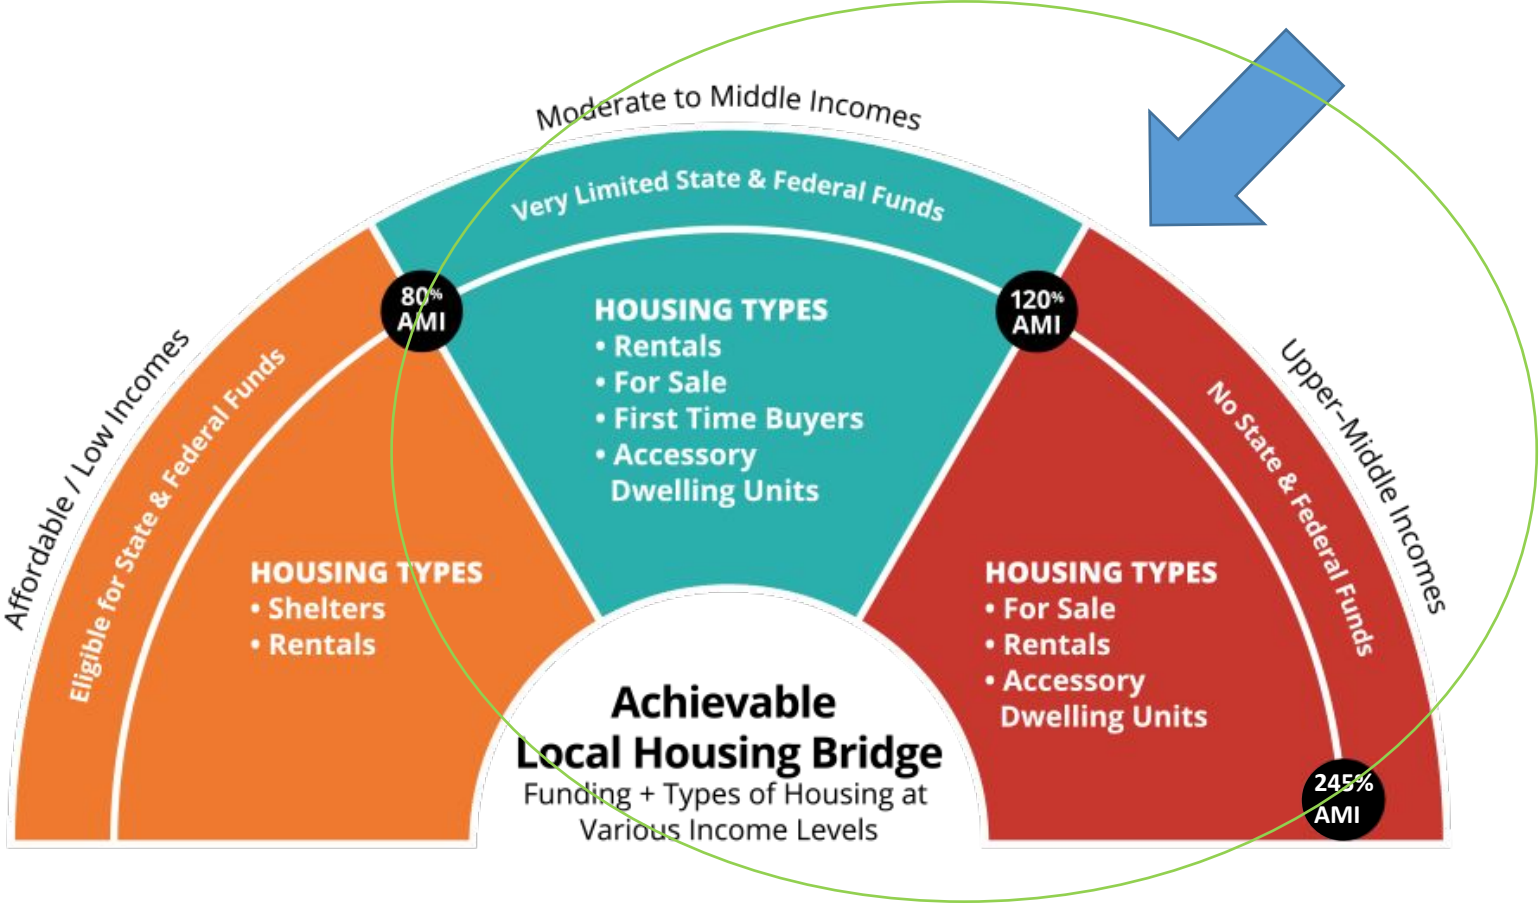 Moderate to Middle Incomes
Very Limited State & Federal Funds
80% AMI
120% AMI
HOUSING TYPES
• Rentals
• For Sale
• First Time Buyers
• Accessory
Dwelling Units
Affordable / Low Incomes
Eligible for State & Federal Funds
HOUSING TYPES
• Shelters
• Rentals
Upper–Middle Incomes
No State & Federal Funds
HOUSING TYPES
• For Sale
• Rentals
• Accessory
Dwelling Units
245%
AMI
Achievable
Local Housing Bridge
Funding + Types of Housing at
Various Income Levels